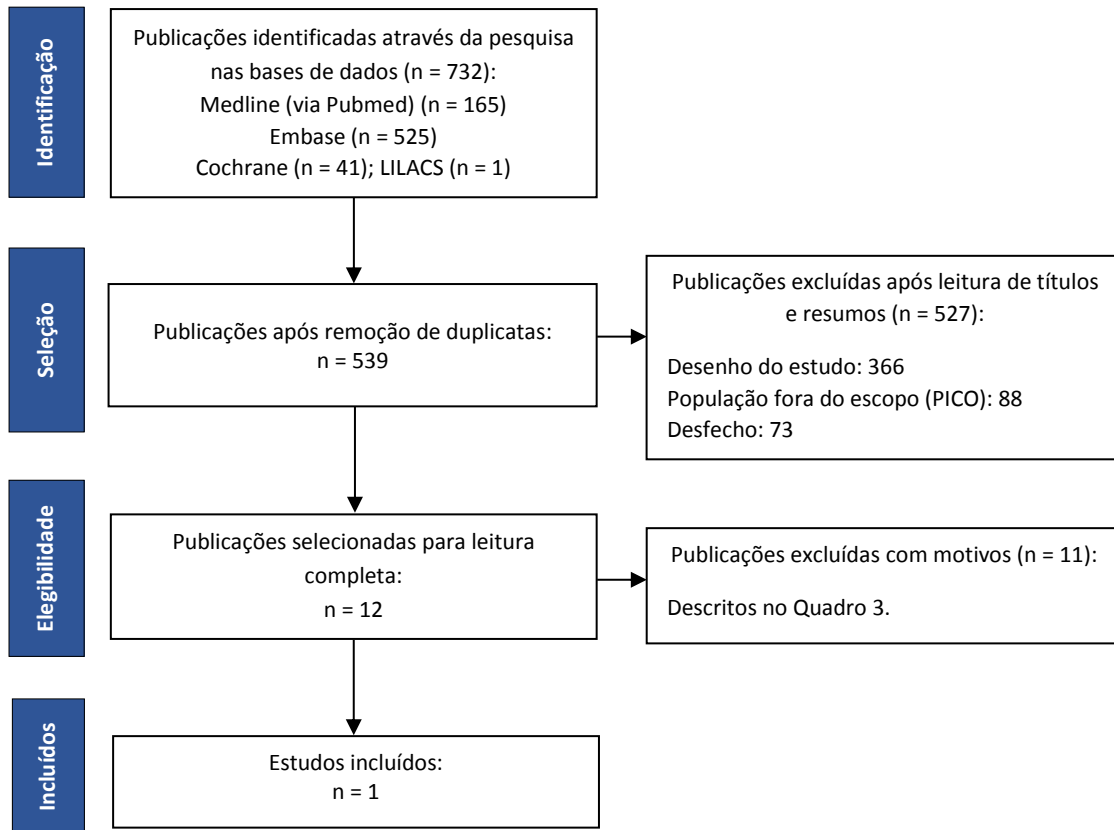 Identificação
Publicações identificadas através da pesquisa
nas bases de dados (n = 732):
Medline (via Pubmed) (n = 165)
Embase (n = 525)
Cochrane (n = 41); LILACS (n = 1)
Seleção
Publicações após remoção de duplicatas:
n = 539
Publicações excluídas após leitura de títulos
e resumos (n = 527):
Desenho do estudo: 366
População fora do escopo (PICO): 88
Desfecho: 73
Elegibilidade
Publicações selecionadas para leitura
completa:
n = 12
Publicações excluídas com motivos (n = 11):
Descritos no Quadro 3.
Incluídos
Estudos incluídos:
n = 1